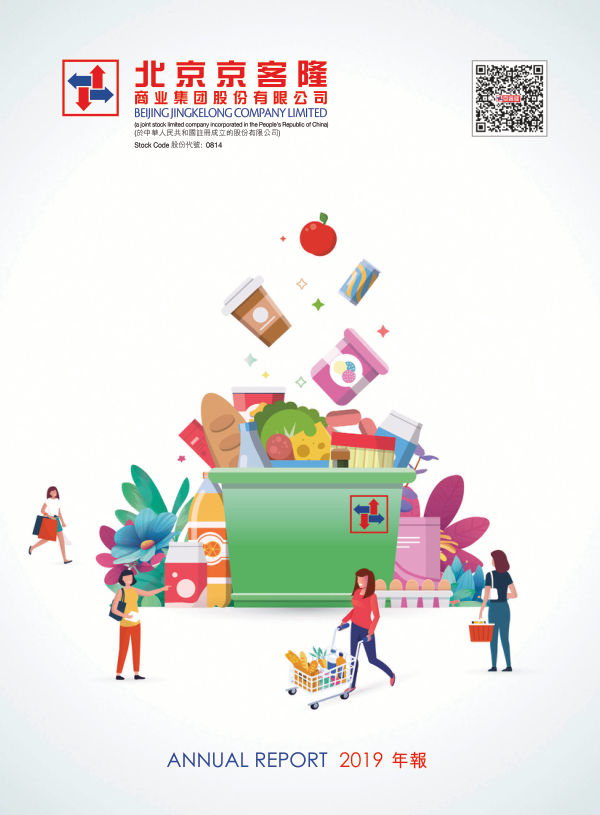 北京京客隆
商业集团股份有限公司
BEIJING JINGKELONG COMPANY LIMITED
(a joint stock limited company incorporated in the People's Republic of China)
(於中華人民共和國註冊成立的股份有限公司)
Stock Code 股份代號: 0814
ANNUAL REPORT 2019 年報